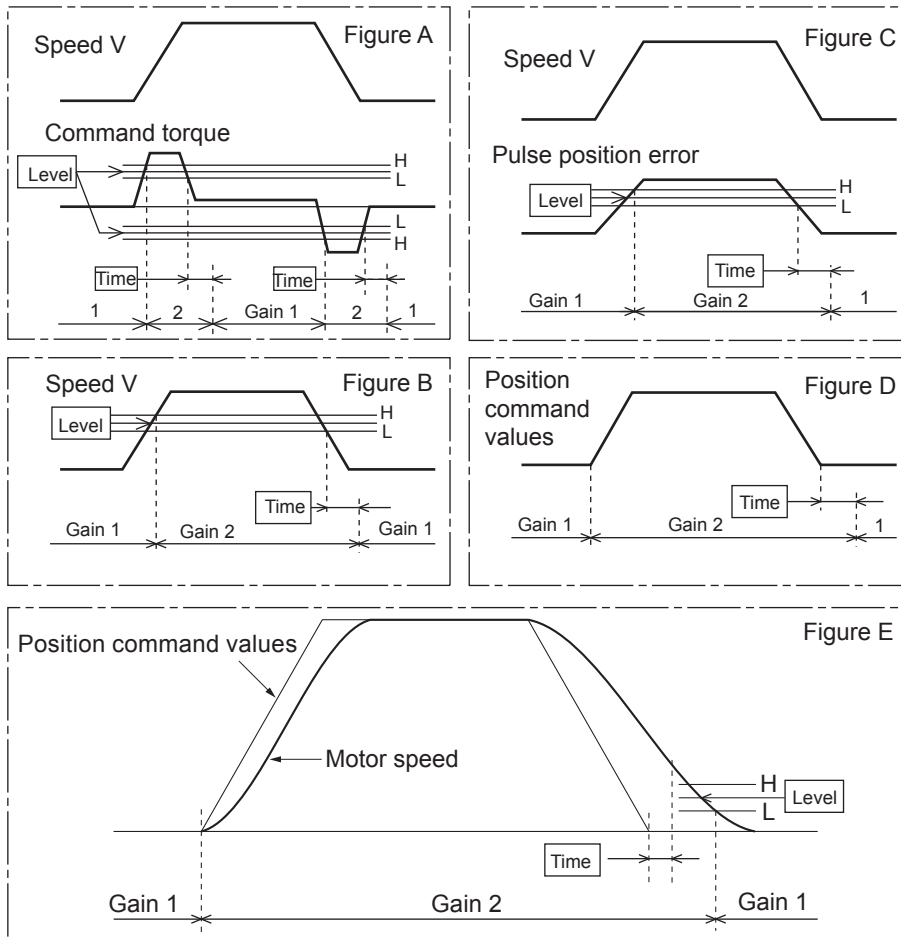 Figure A
Speed V
Command torque
Level
H
L
L
H
Time
Time
1
2
Gain 1
2
1
Figure C
Speed V
Pulse position error
Level
H
L
Time
Gain 1
Gain 2
1
Figure B
Speed V
Level
H
L
Time
Gain 1
Gain 2
Gain 1
Figure D
Position
command
values
Time
Gain 1
Gain 2
1
Figure E
Position command values
Motor speed
H
Level
L
Time
Gain 1
Gain 2
Gain 1